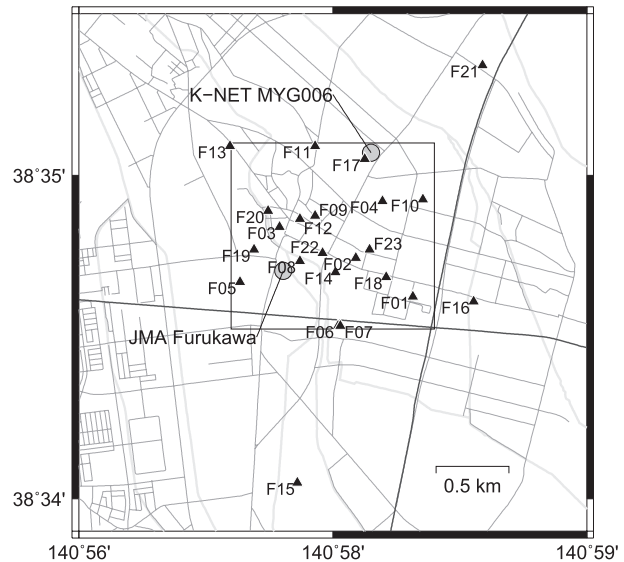 F21
K−NET MYG006
F13
F11
F17
38°35'
F20
F09
F04
F10
F03
F12
F19
F22
F23
F08
F02
F05
F14
F18
F01
F16
JMA Furukawa
F06
F07
F15
0.5 km
38°34'
140°56'
140°58'
140°59'